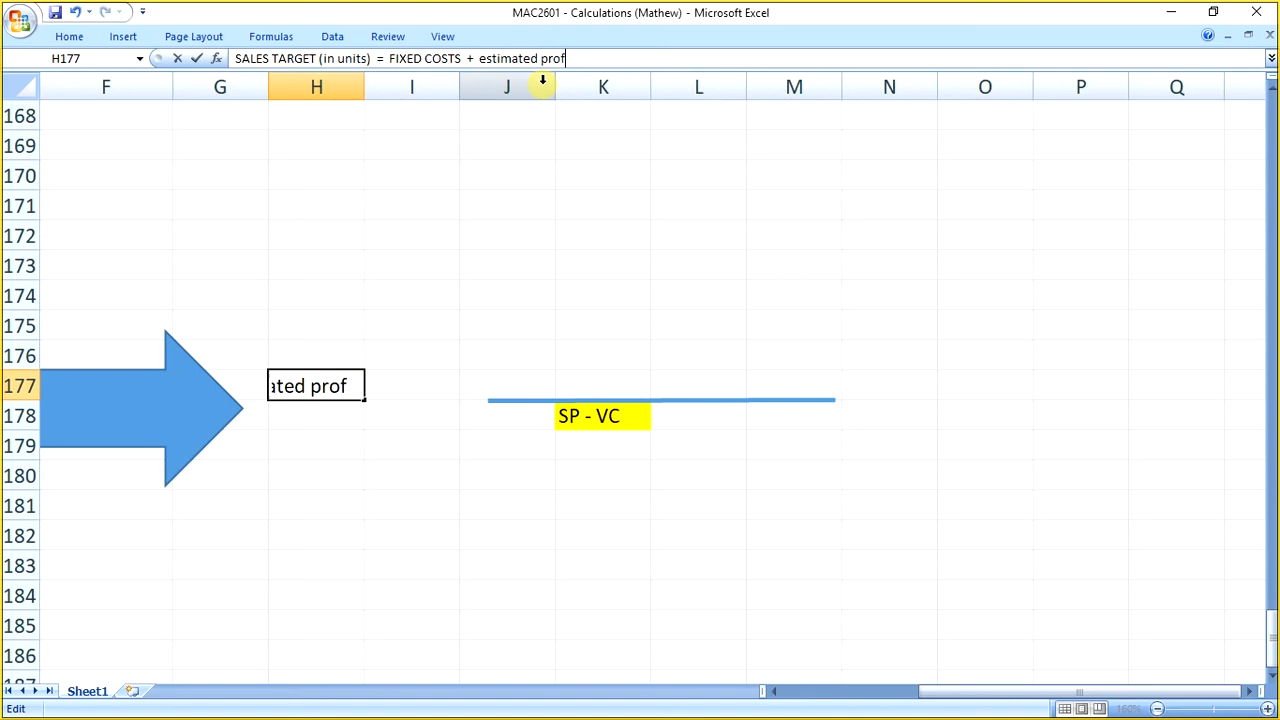 MAC2601 - Calculations (Mathew) - Microsoft Excel
Home Insert Page Layout Formulas Data Review View
H177 fx SALES TARGET (in units) = FIXED COSTS + estimated prof
F G H I J K L M N O P Q
168
169
170
171
172
173
174
175
176
177 ated prof
178 SP - VC
179
180
181
182
183
184
185
186
Sheet1
Edit 160%